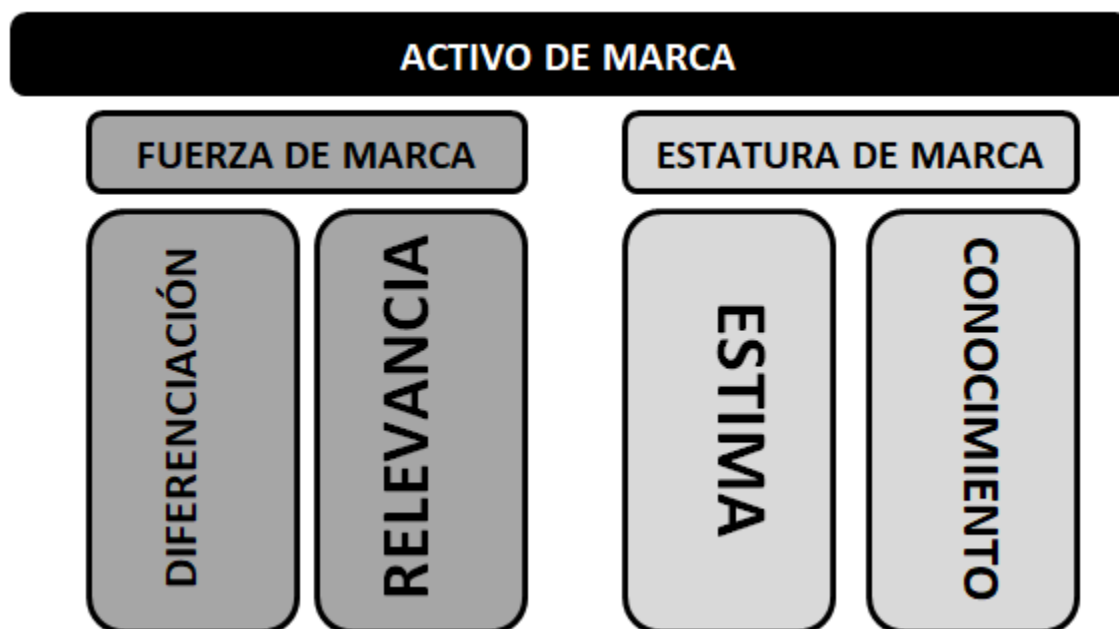 ACTIVO DE MARCA
FUERZA DE MARCA
ESTATURA DE MARCA
DIFERENCIACIÓN
RELEVANCIA
ESTIMA
CONOCIMIENTO